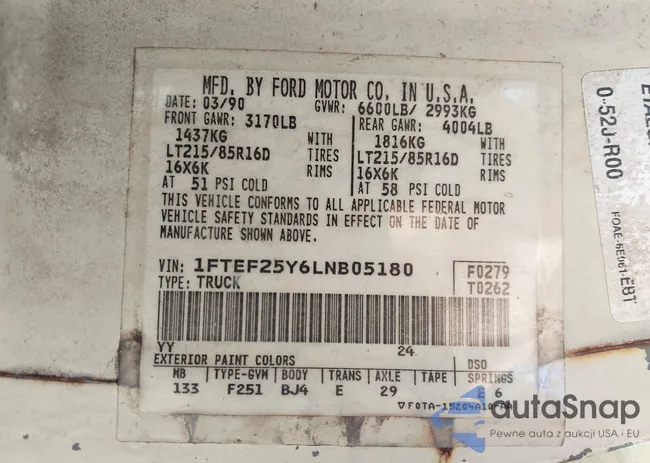 MFD. BY FORD MOTOR CO. IN U.S.A.
DATE: 03/90 GVWR: 6600LB/ 2993KG
FRONT GAWR: 3170LB REAR GAWR: 4004LB
1437KG WITH 1816KG WITH
LT215/85R16D TIRES LT215/85R16D TIRES
16X6K RIMS 16X6K RIMS
AT 51 PSI COLD AT 58 PSI COLD
THIS VEHICLE CONFORMS TO ALL APPLICABLE FEDERAL MOTOR
VEHICLE SAFETY STANDARDS IN EFFECT ON THE DATE OF
MANUFACTURE SHOWN ABOVE.
VIN: 1FTEF25Y6LNB05180 F0279
TYPE: TRUCK T0262
YY 24
EXTERIOR PAINT COLORS DSO
MB TYPE-GVM BODY TRANS AXLE TAPE SPRINGS
133 F251 BJ4 E 29 E 6
0-52J-R00
autoSnap
Pewne auta z aukcji USA i EU